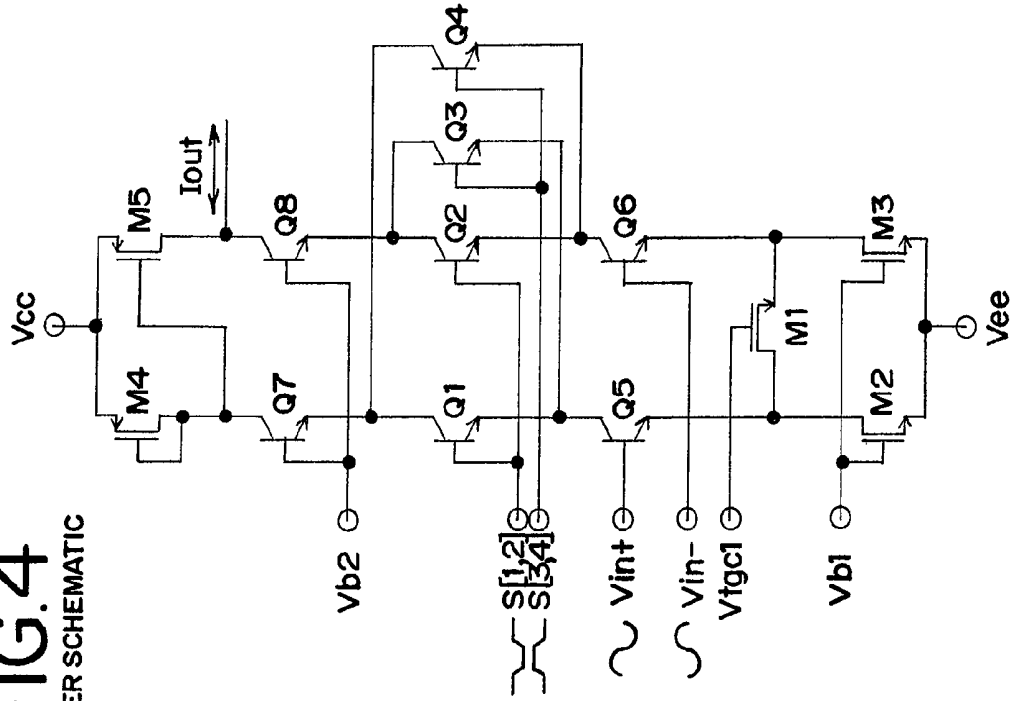 IG.4
ER SCHEMATIC
Vcc
M4
M5
Iout
Q7
Q8
Q4
Q3
Q1
Q2
Vb2
S[1,2]
S[3,4]
Q5
Q6
Vin+
Vin-
Vtgc1
M1
Vb1
M2
M3
Vee